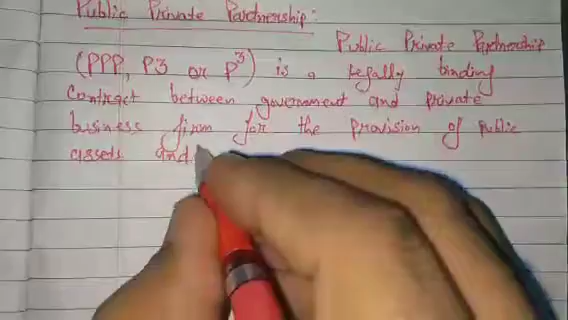 Public Private Partnership:
Public Private Partnership
(PPP, P3 or P³) is a legally binding
contract between government and private
business firm for the provision of public
assets and